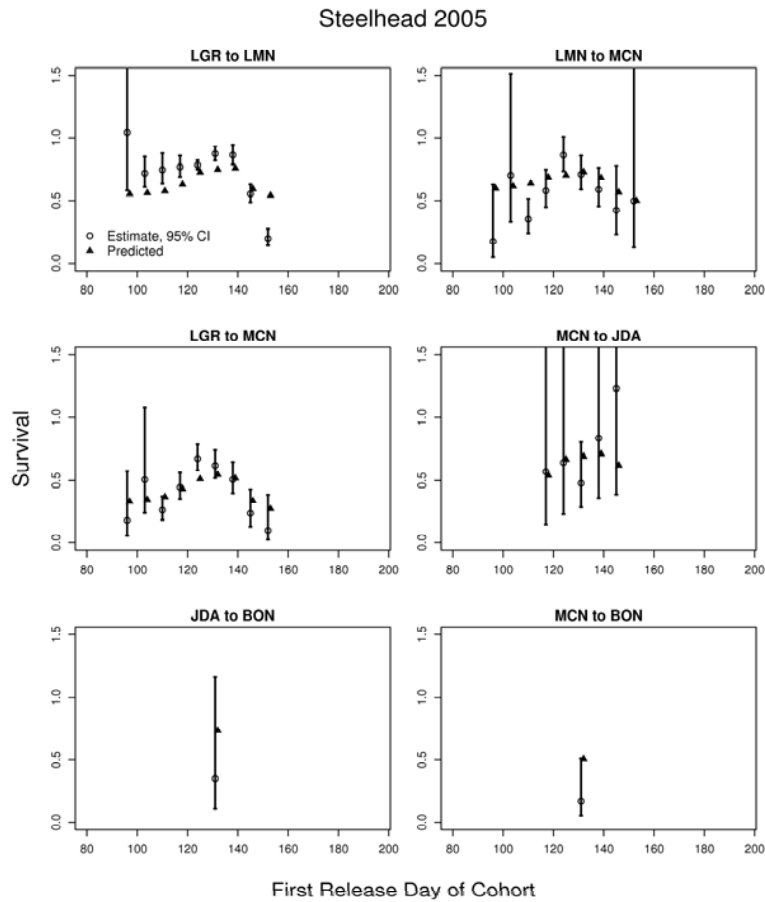 Steelhead 2005
LGR to LMN
LMN to MCN
1.5
1.0
0.5
0.0
Estimate, 95% CI
Predicted
80 100 120 140 160 180 200
1.5
1.0
0.5
0.0
80 100 120 140 160 180 200
LGR to MCN
MCN to JDA
Survival
1.5
1.0
0.5
0.0
80 100 120 140 160 180 200
1.5
1.0
0.5
0.0
80 100 120 140 160 180 200
JDA to BON
MCN to BON
1.5
1.0
0.5
0.0
80 100 120 140 160 180 200
1.5
1.0
0.5
0.0
80 100 120 140 160 180 200
First Release Day of Cohort